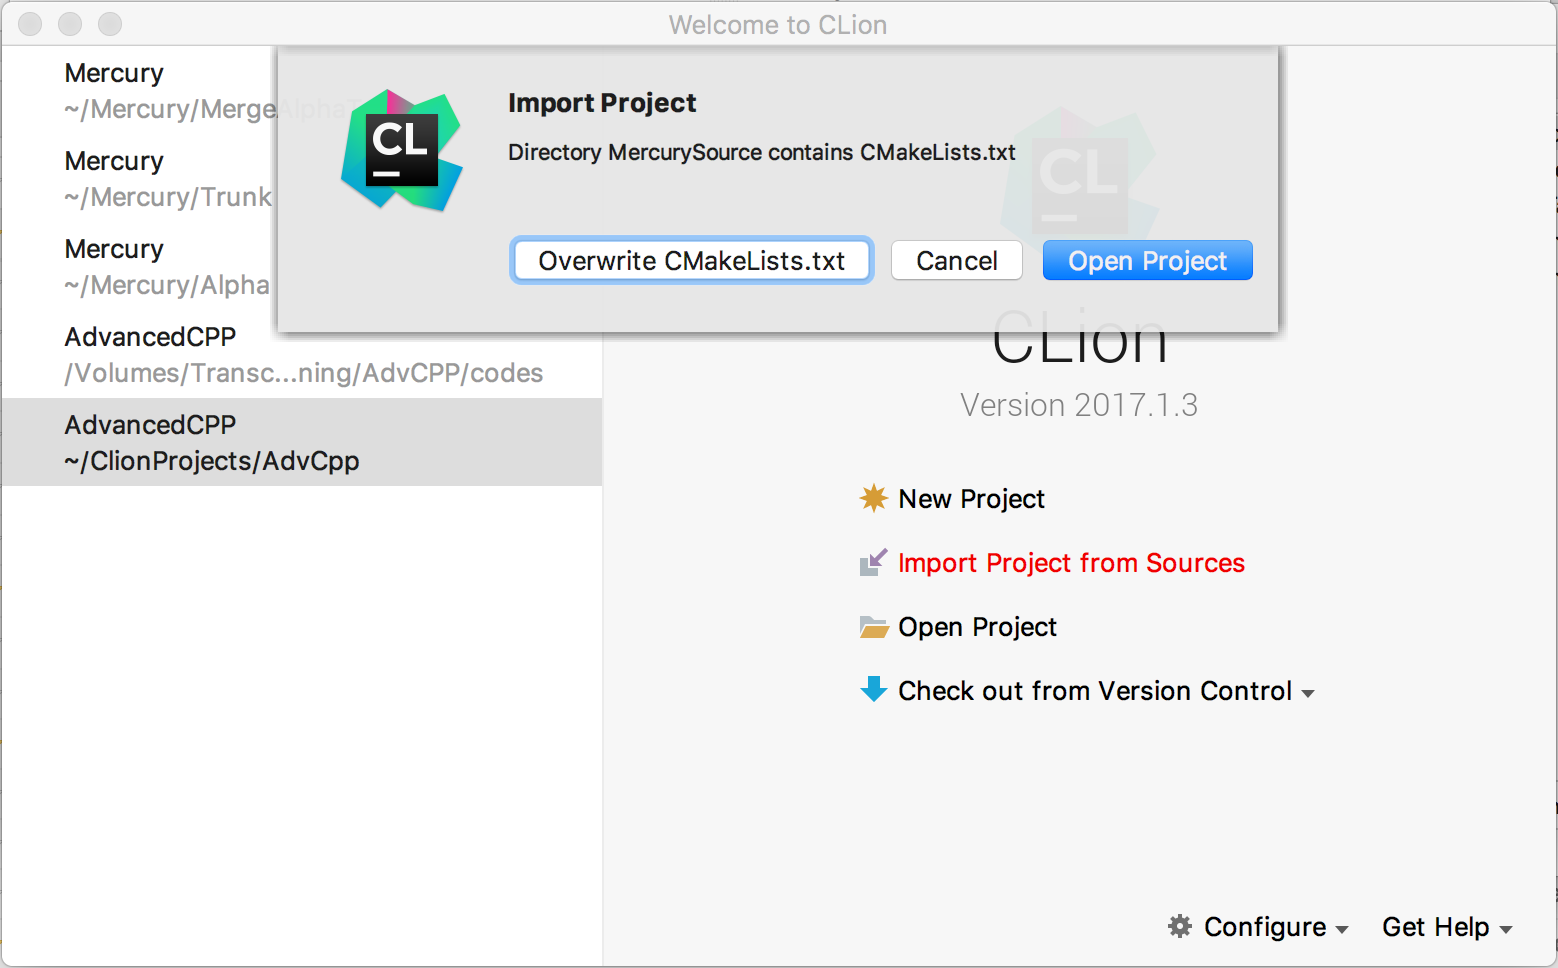 Welcome to CLion
Mercury
~/Mercury/MergeAlphaT
Mercury
~/Mercury/Trunk
Mercury
~/Mercury/Alpha
AdvancedCPP
/Volumes/Transc...ning/AdvCPP/codes
AdvancedCPP
~/ClionProjects/AdvCpp
CL
Import Project
Directory MercurySource contains CMakeLists.txt
Overwrite CMakeLists.txt
Cancel
Open Project
CL
CLion
Version 2017.1.3
New Project
Import Project from Sources
Open Project
Check out from Version Control
Configure
Get Help